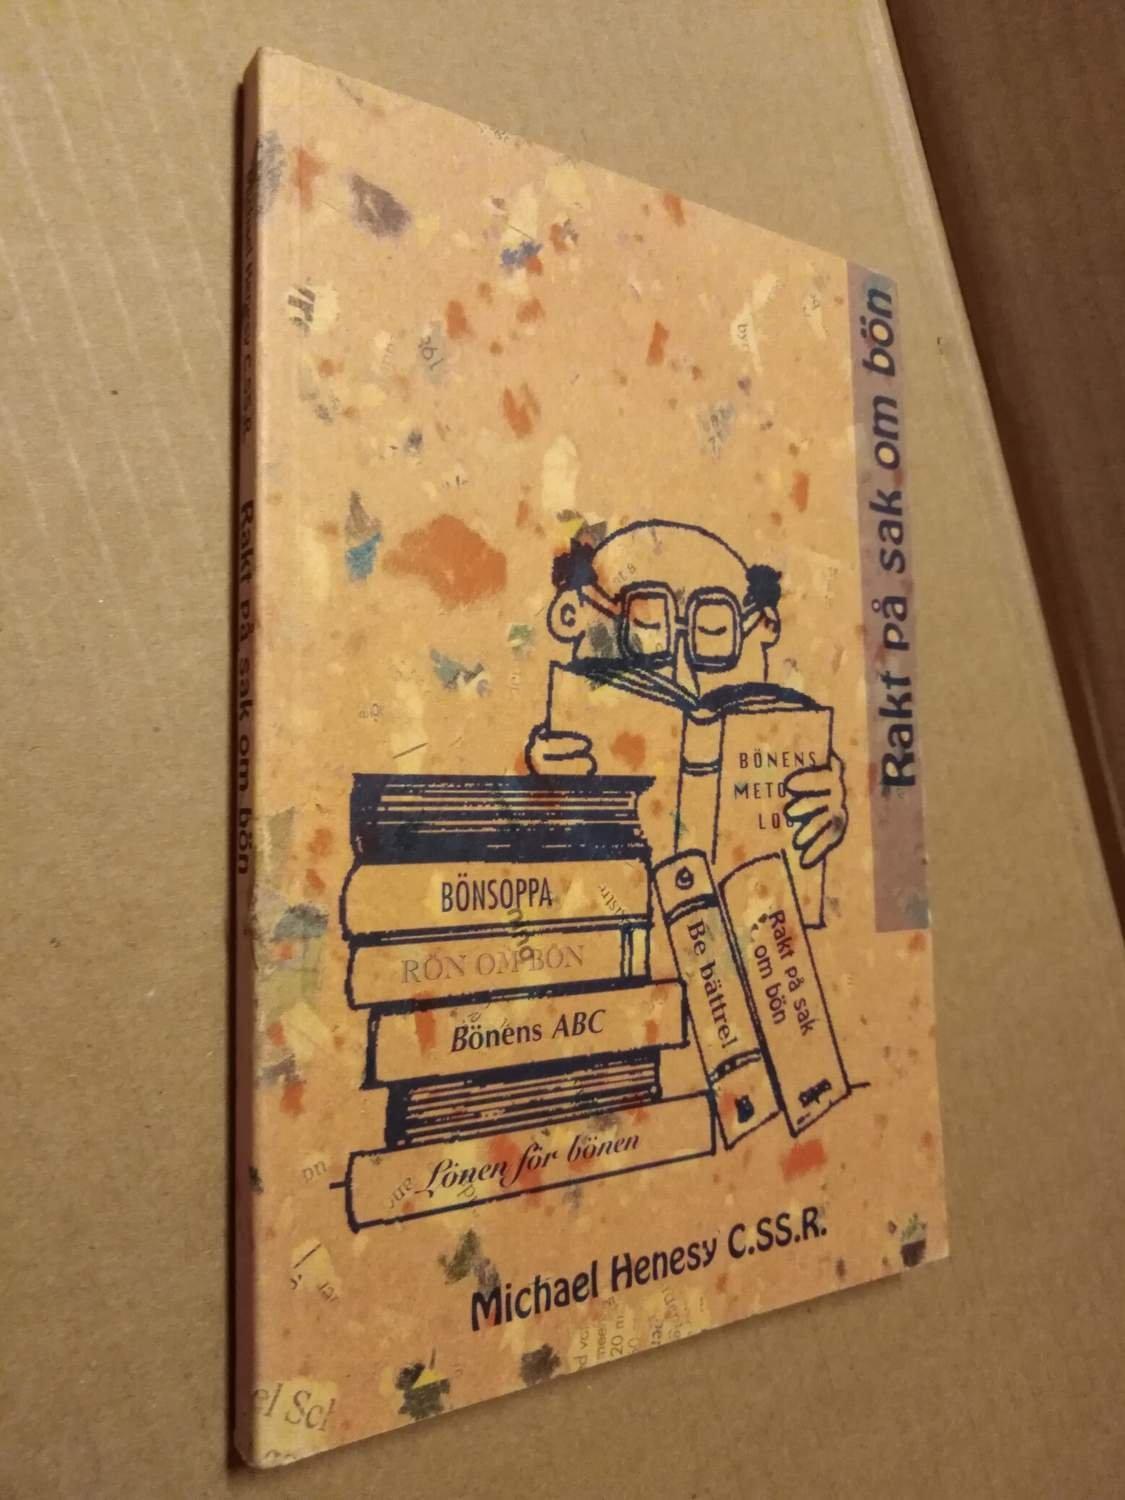 Rakt på sak om bön
Rakt på sak om bön
BÖNENS
METO
LOG
BÖNSOPPA
RÖN OM BÖN
Bönens ABC
Lönen för bönen
Be bättre!
Rakt på sak
om bön
Michael Henesy C.SS.R.